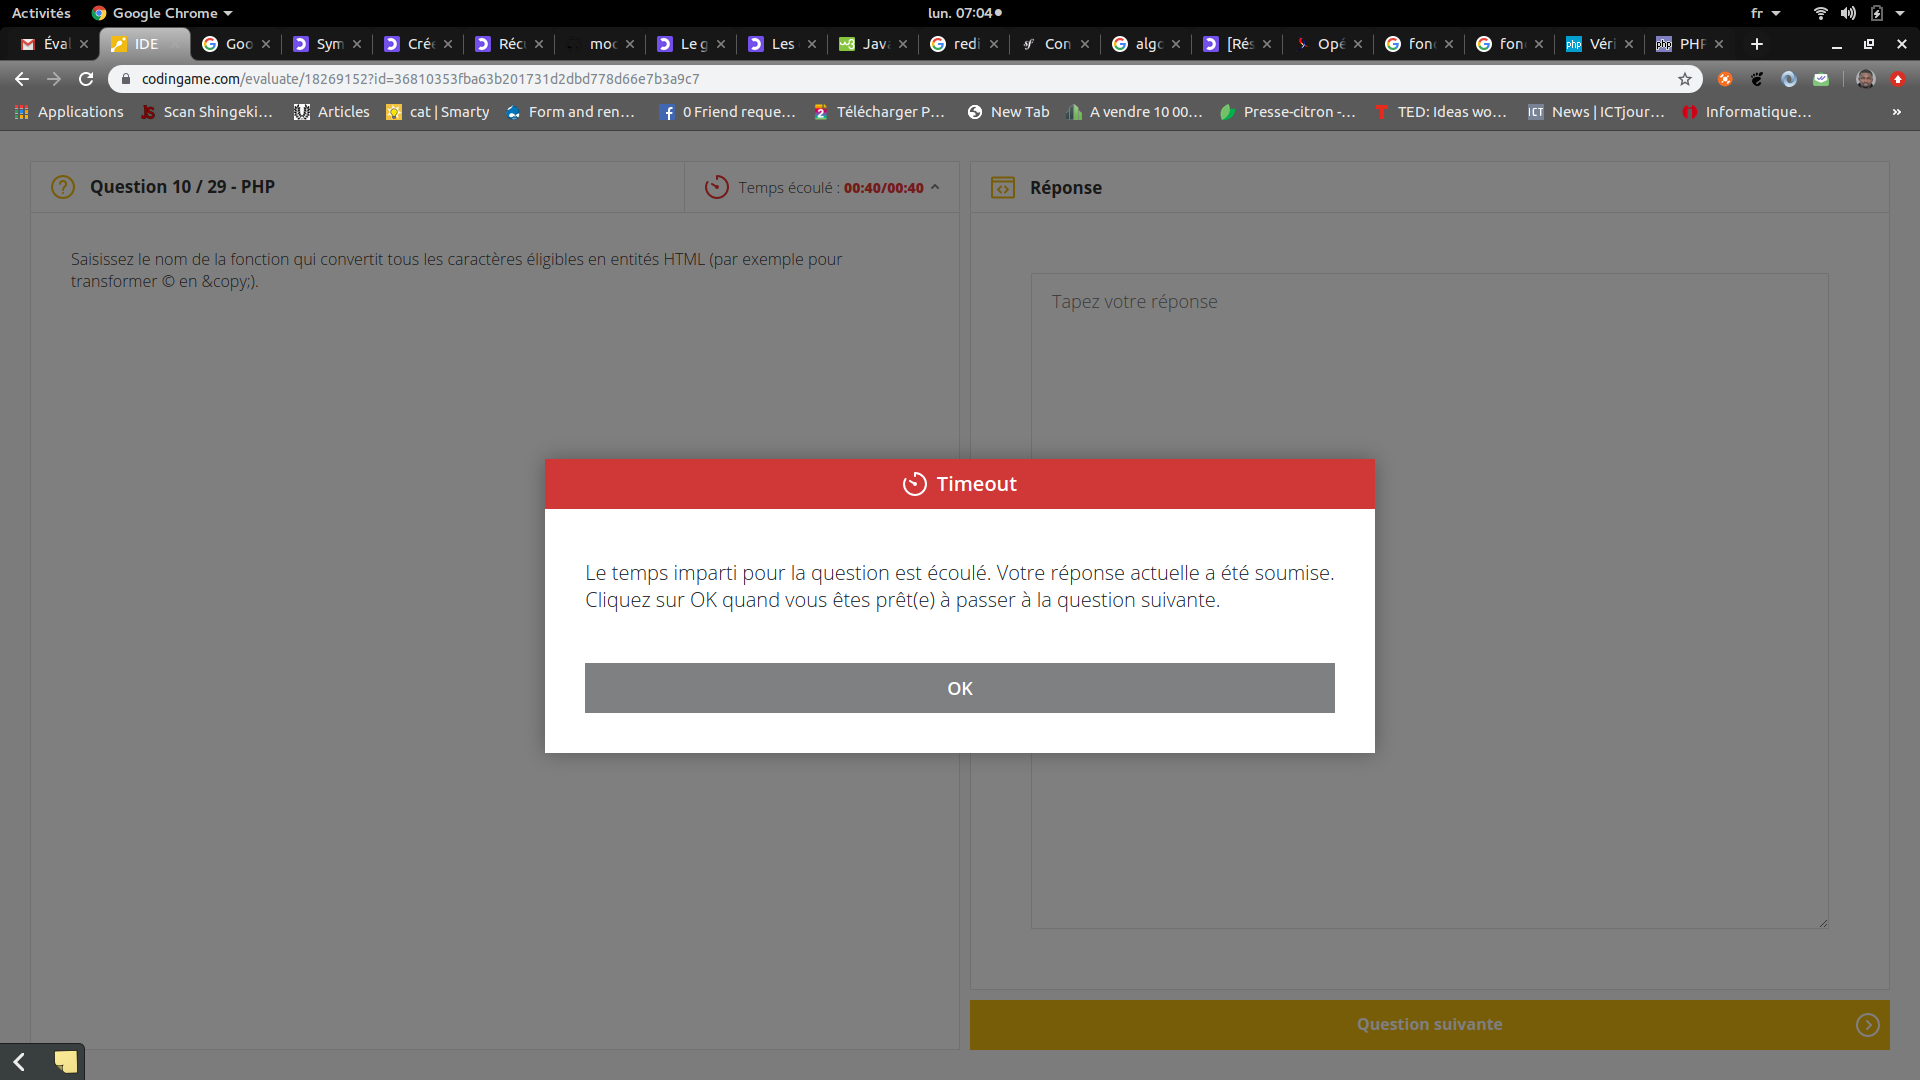 Activités Google Chrome lun. 07:04 fr
Éval IDE Goo Sym Crée Récu moc Le g Les Java redi Con algo [Rés Opé fonc fonc Véri PHP
codingame.com/evaluate/18269152?id=36810353fba63b201731d2dbd778d66e7b3a9c7
Applications Scan Shingeki... Articles cat | Smarty Form and ren... 0 Friend reque... Télécharger P... New Tab A vendre 10 00... Presse-citron -... TED: Ideas wo... News | ICTjour... Informatique... »
Question 10 / 29 - PHP
Temps écoulé : 00:40/00:40
Réponse
Saisissez le nom de la fonction qui convertit tous les caractères éligibles en entités HTML (par exemple pour
transformer © en &copy;).
Tapez votre réponse
Timeout
Le temps imparti pour la question est écoulé. Votre réponse actuelle a été soumise.
Cliquez sur OK quand vous êtes prêt(e) à passer à la question suivante.
OK
Question suivante